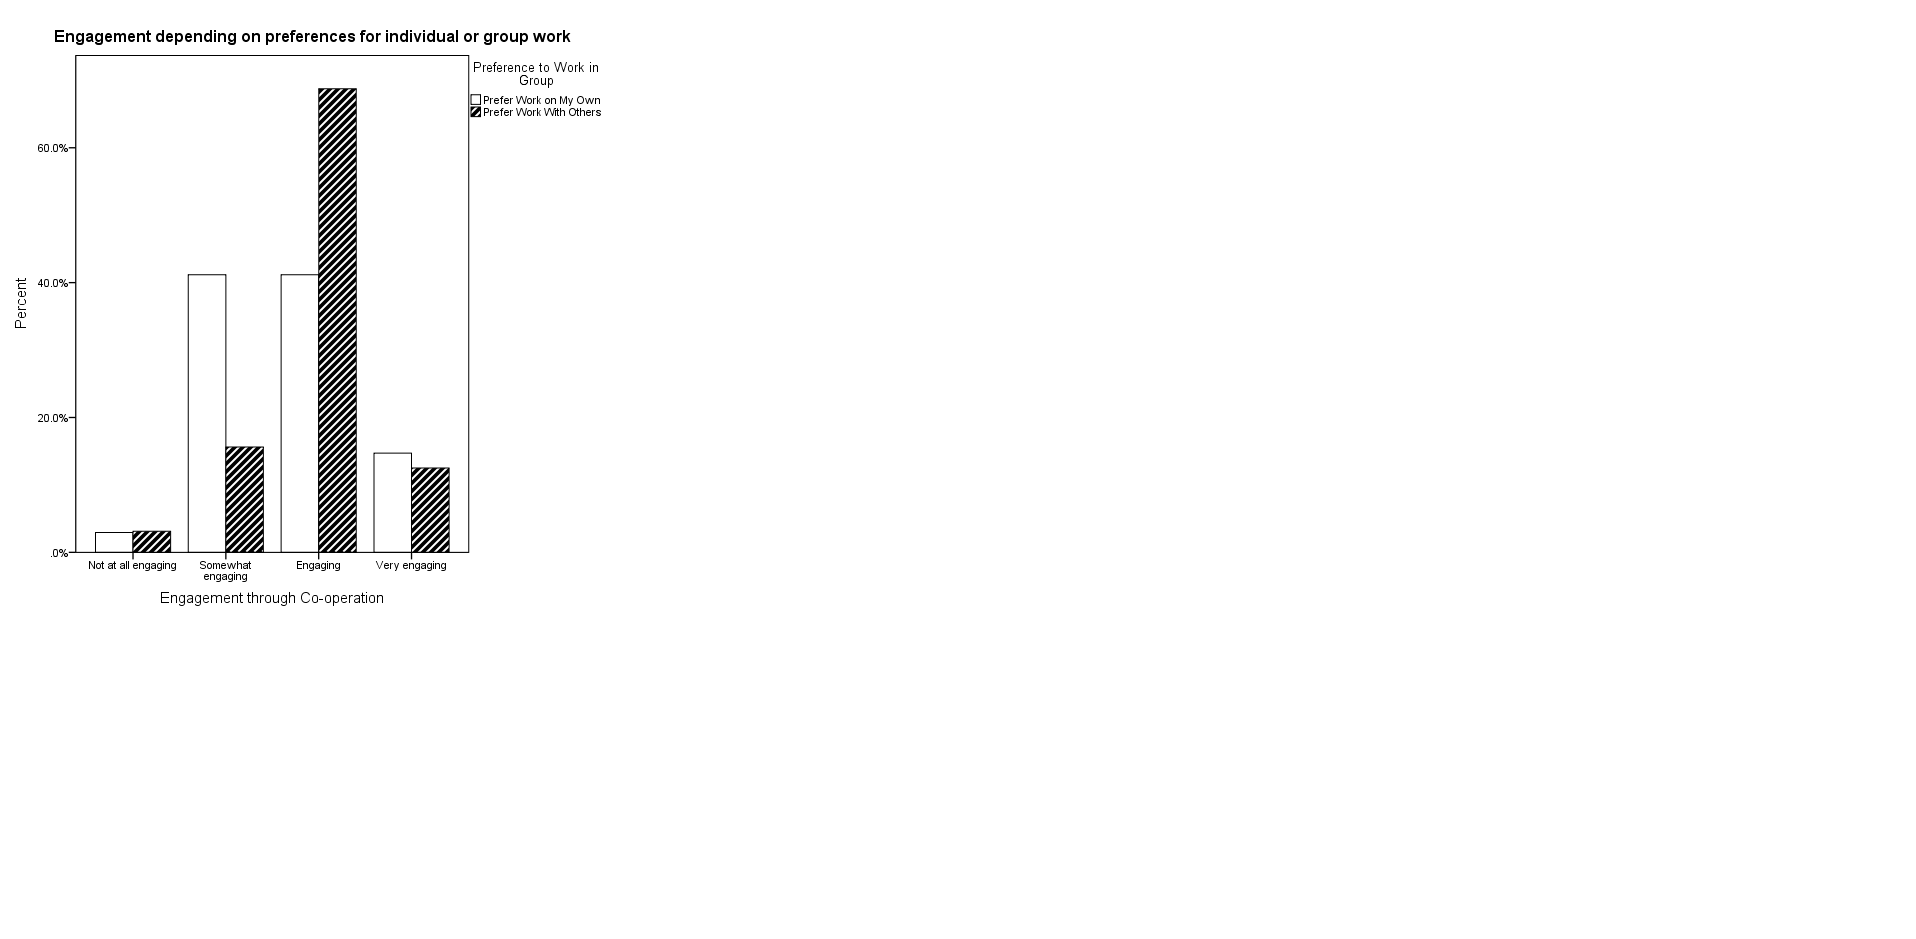 Engagement depending on preferences for individual or group work
Preference to Work in
Group
Prefer Work on My Own
Prefer Work With Others
Percent
60.0%
40.0%
20.0%
.0%
Not at all engaging
Somewhat
engaging
Engaging
Very engaging
Engagement through Co-operation